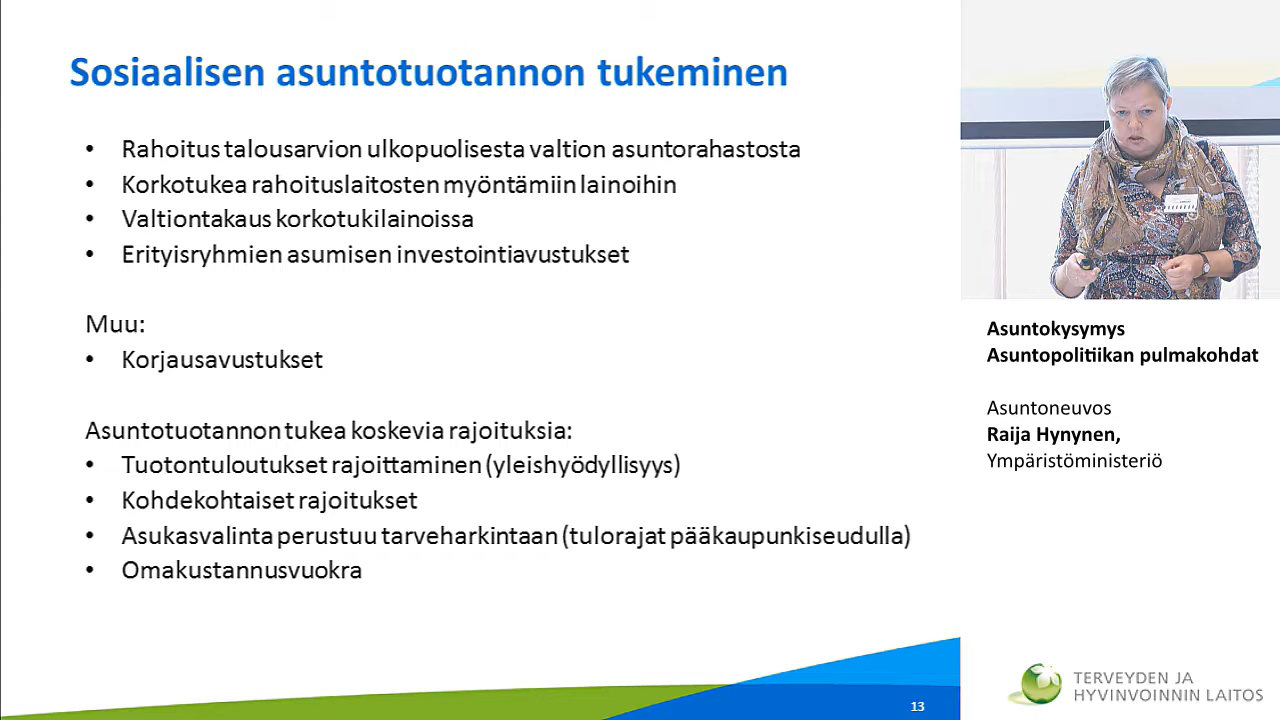 Sosiaalisen asuntotuotannon tukeminen
• Rahoitus talousarvion ulkopuolisesta valtion asuntorahastosta
• Korkotukea rahoituslaitosten myöntämiin lainoihin
• Valtiontakaus korkotukilainoissa
• Erityisryhmien asumisen investointiavustukset
Muu:
• Korjausavustukset
Asuntotuotannon tukea koskevia rajoituksia:
• Tuotontuloutukset rajoittaminen (yleishyödyllisyys)
• Kohdekohtaiset rajoitukset
• Asukasvalinta perustuu tarveharkintaan (tulorajat pääkaupunkiseudulla)
• Omakustannusvuokra
13
Asuntokysymys
Asuntopolitiikan pulmakohdat
Asuntoneuvos
Raija Hynynen,
Ympäristöministeriö
TERVEYDEN JA
HYVINVOINNIN LAITOS